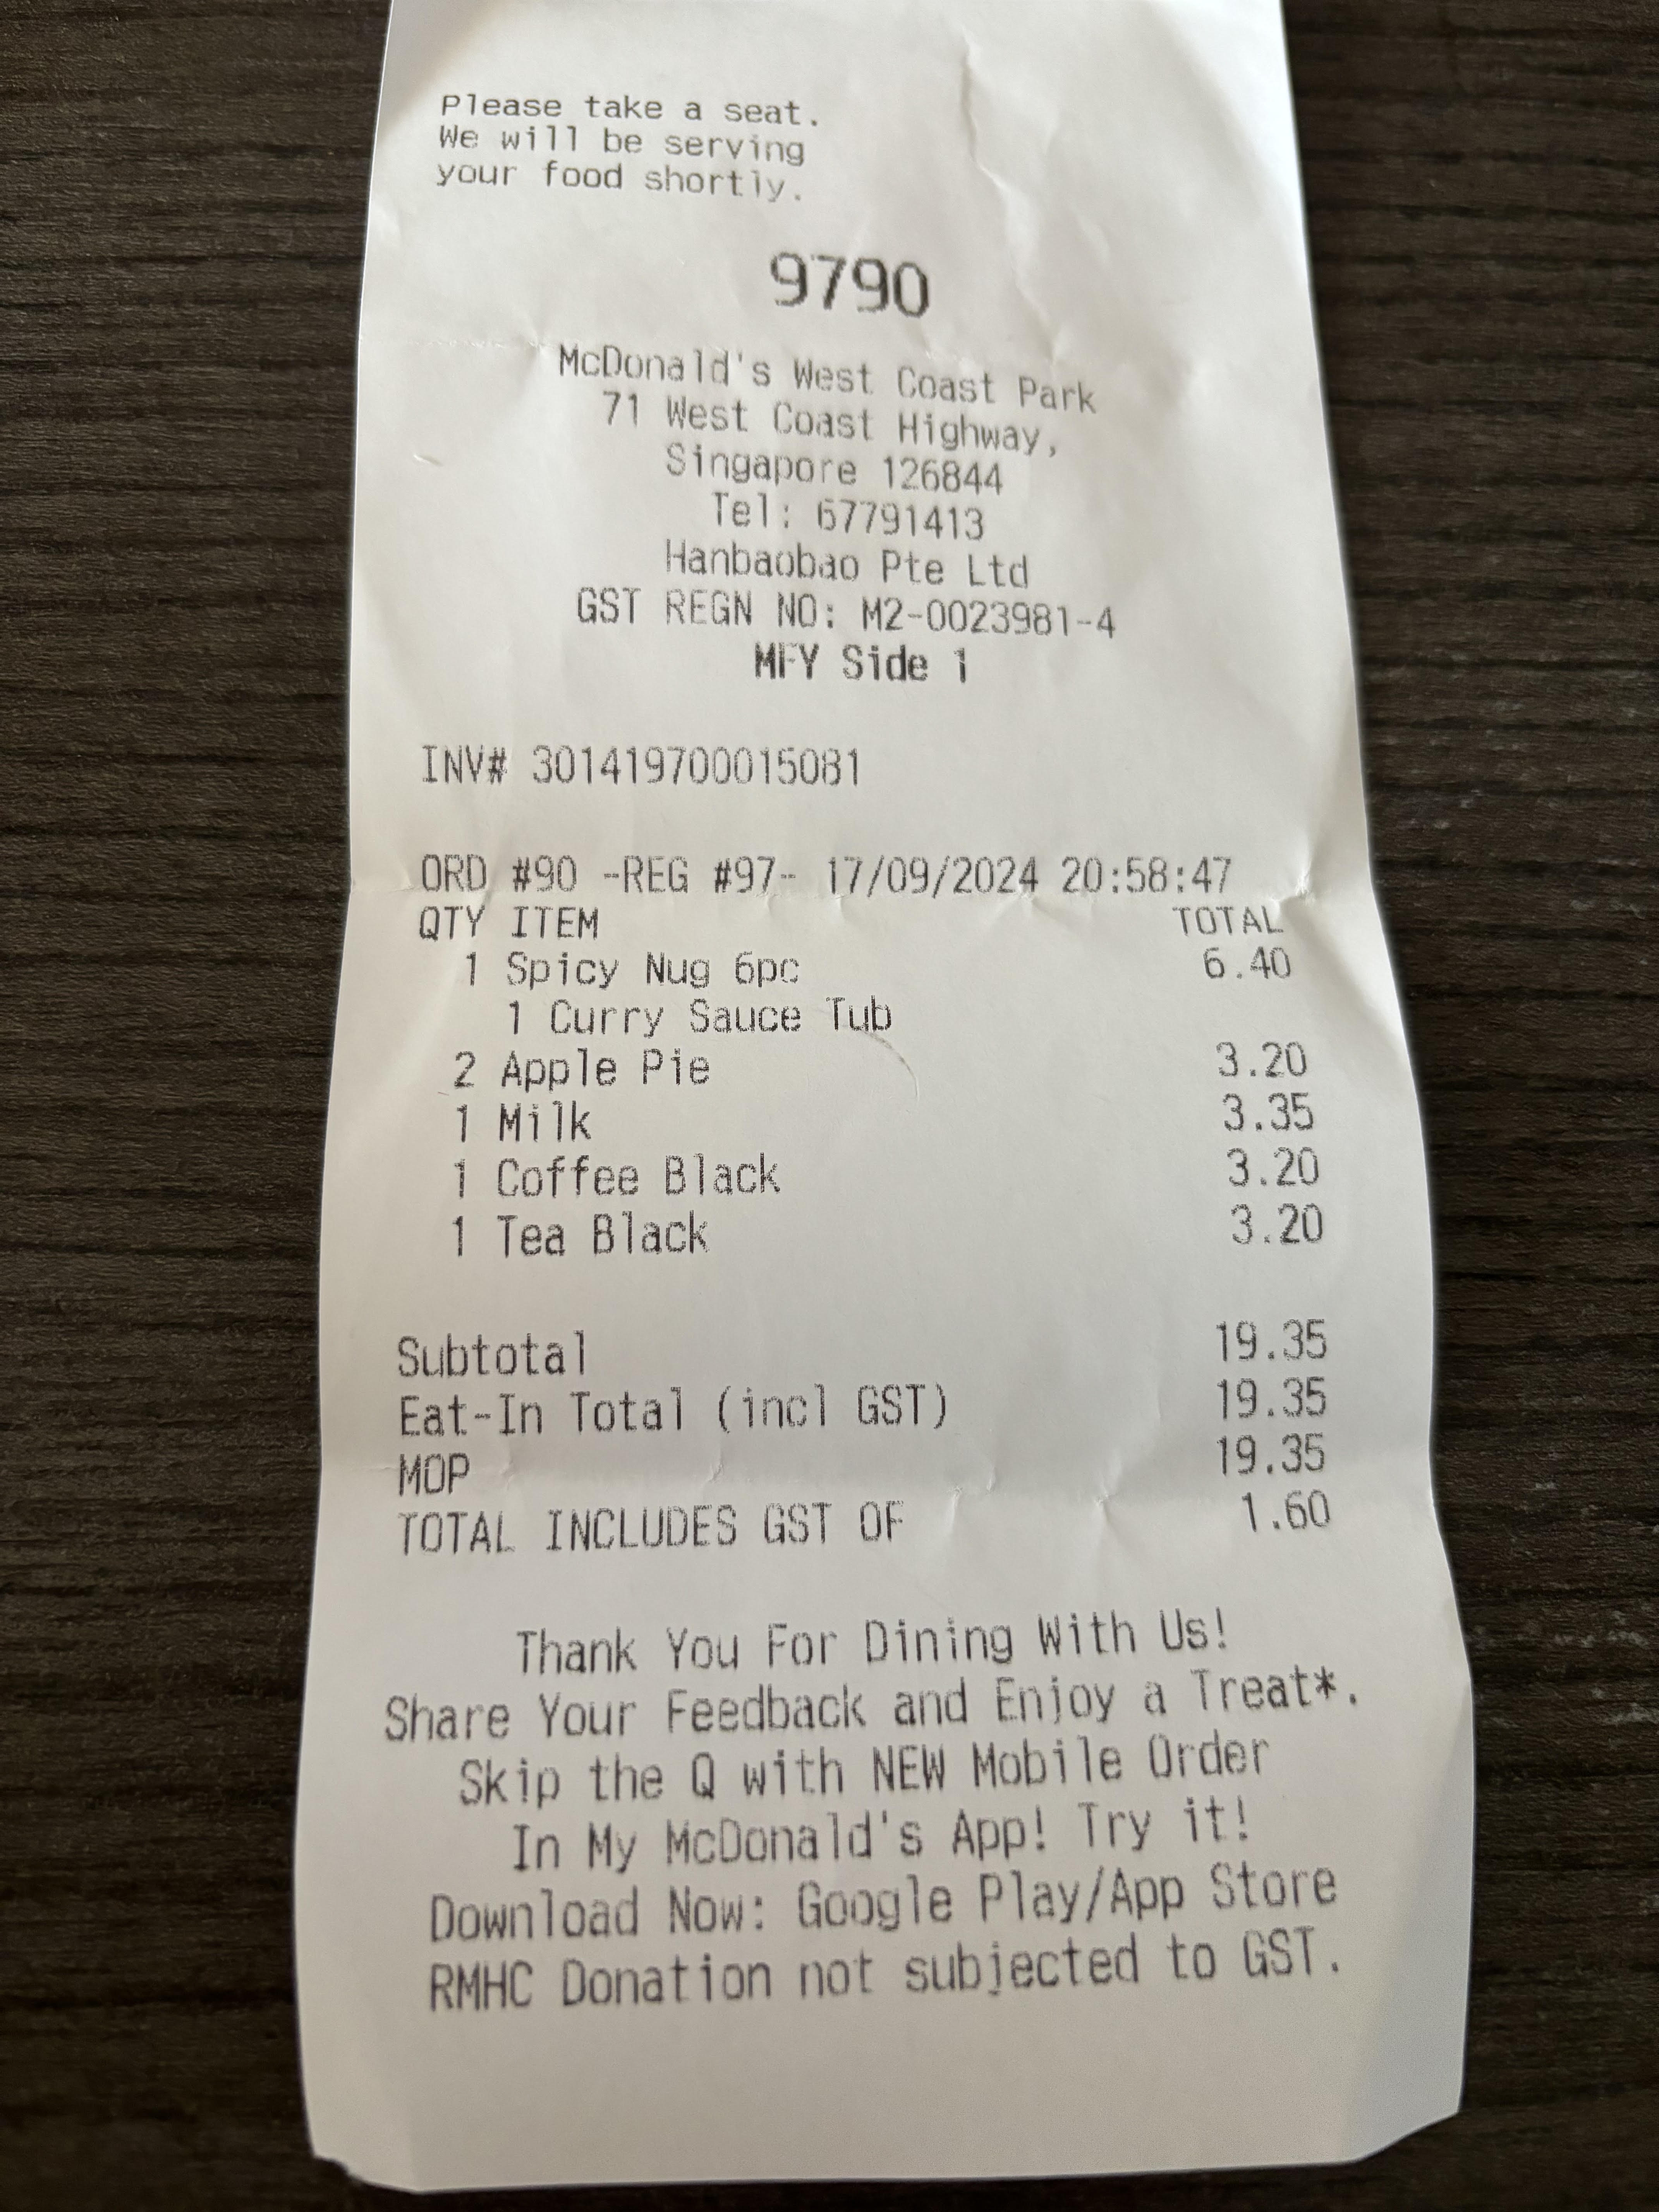 Please take a seat.
We will be serving
your food shortly.
9790
McDonald's West Coast Park
71 West Coast Highway,
Singapore 126844
Tel: 67791413
Hanbaobao Pte Ltd
GST REGN NO: M2-0023981-4
MFY Side 1
INV# 301419700015081
ORD #90 -REG #97- 17/09/2024 20:58:47
QTY ITEM TOTAL
1 Spicy Nug 6pc 6.40
1 Curry Sauce Tub
2 Apple Pie 3.20
1 Milk 3.35
1 Coffee Black 3.20
1 Tea Black 3.20
Subtotal 19.35
Eat-In Total (incl GST) 19.35
MOP 19.35
TOTAL INCLUDES GST OF 1.60
Thank You For Dining With Us!
Share Your Feedback and Enjoy a Treat*.
Skip the Q with NEW Mobile Order
In My McDonald's App! Try it!
Download Now: Google Play/App Store
RMHC Donation not subjected to GST.